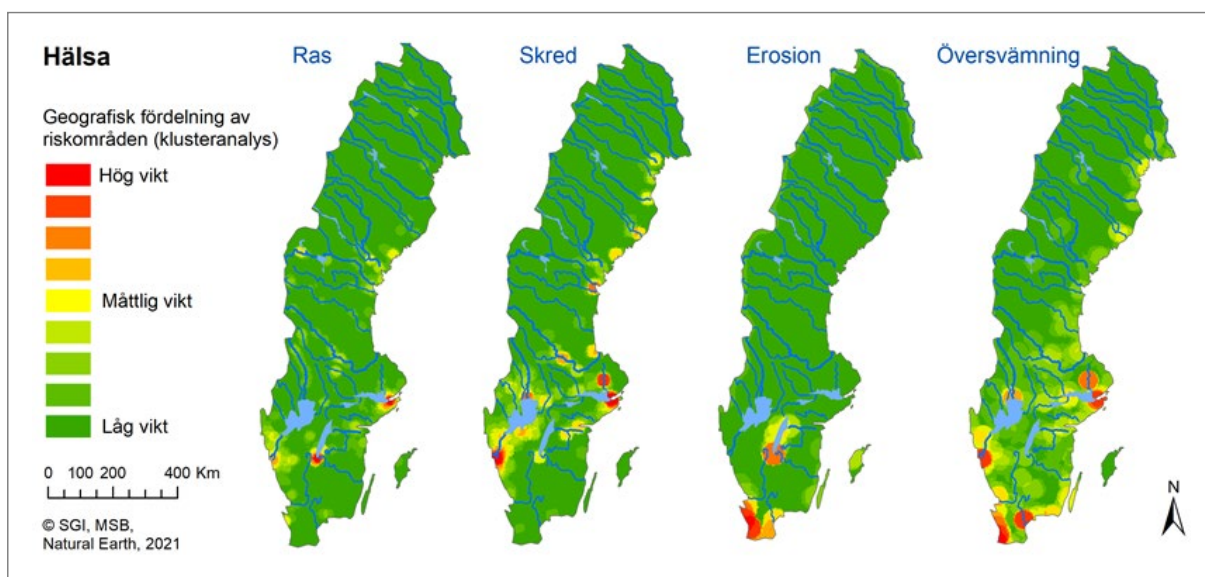 Hälsa
Ras
Skred
Erosion
Översvämning
Geografisk fördelning av
riskområden (klusteranalys)
Hög vikt
Måttlig vikt
Låg vikt
0 100 200 400 Km
© SGI, MSB,
Natural Earth, 2021
N